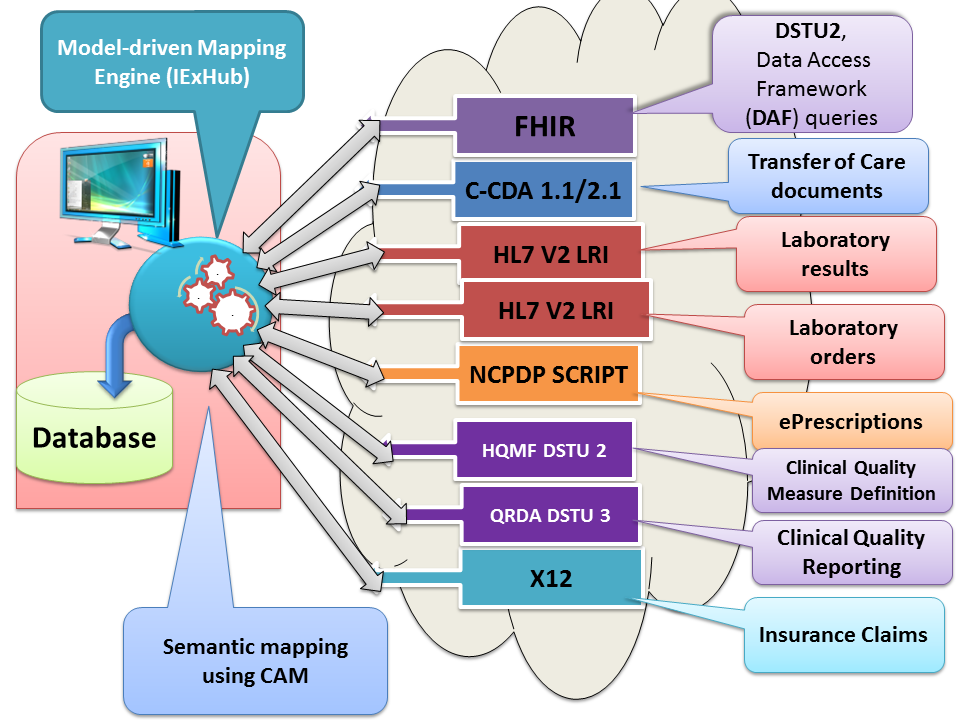 Model-driven Mapping
Engine (IExHub)
Database
Semantic mapping
using CAM
FHIR
C-CDA 1.1/2.1
HL7 V2 LRI
HL7 V2 LRI
NCPDP SCRIPT
HQMF DSTU 2
QRDA DSTU 3
X12
DSTU2,
Data Access
Framework
(DAF) queries
Transfer of Care
documents
Laboratory
results
Laboratory
orders
ePrescriptions
Clinical Quality
Measure Definition
Clinical Quality
Reporting
Insurance Claims